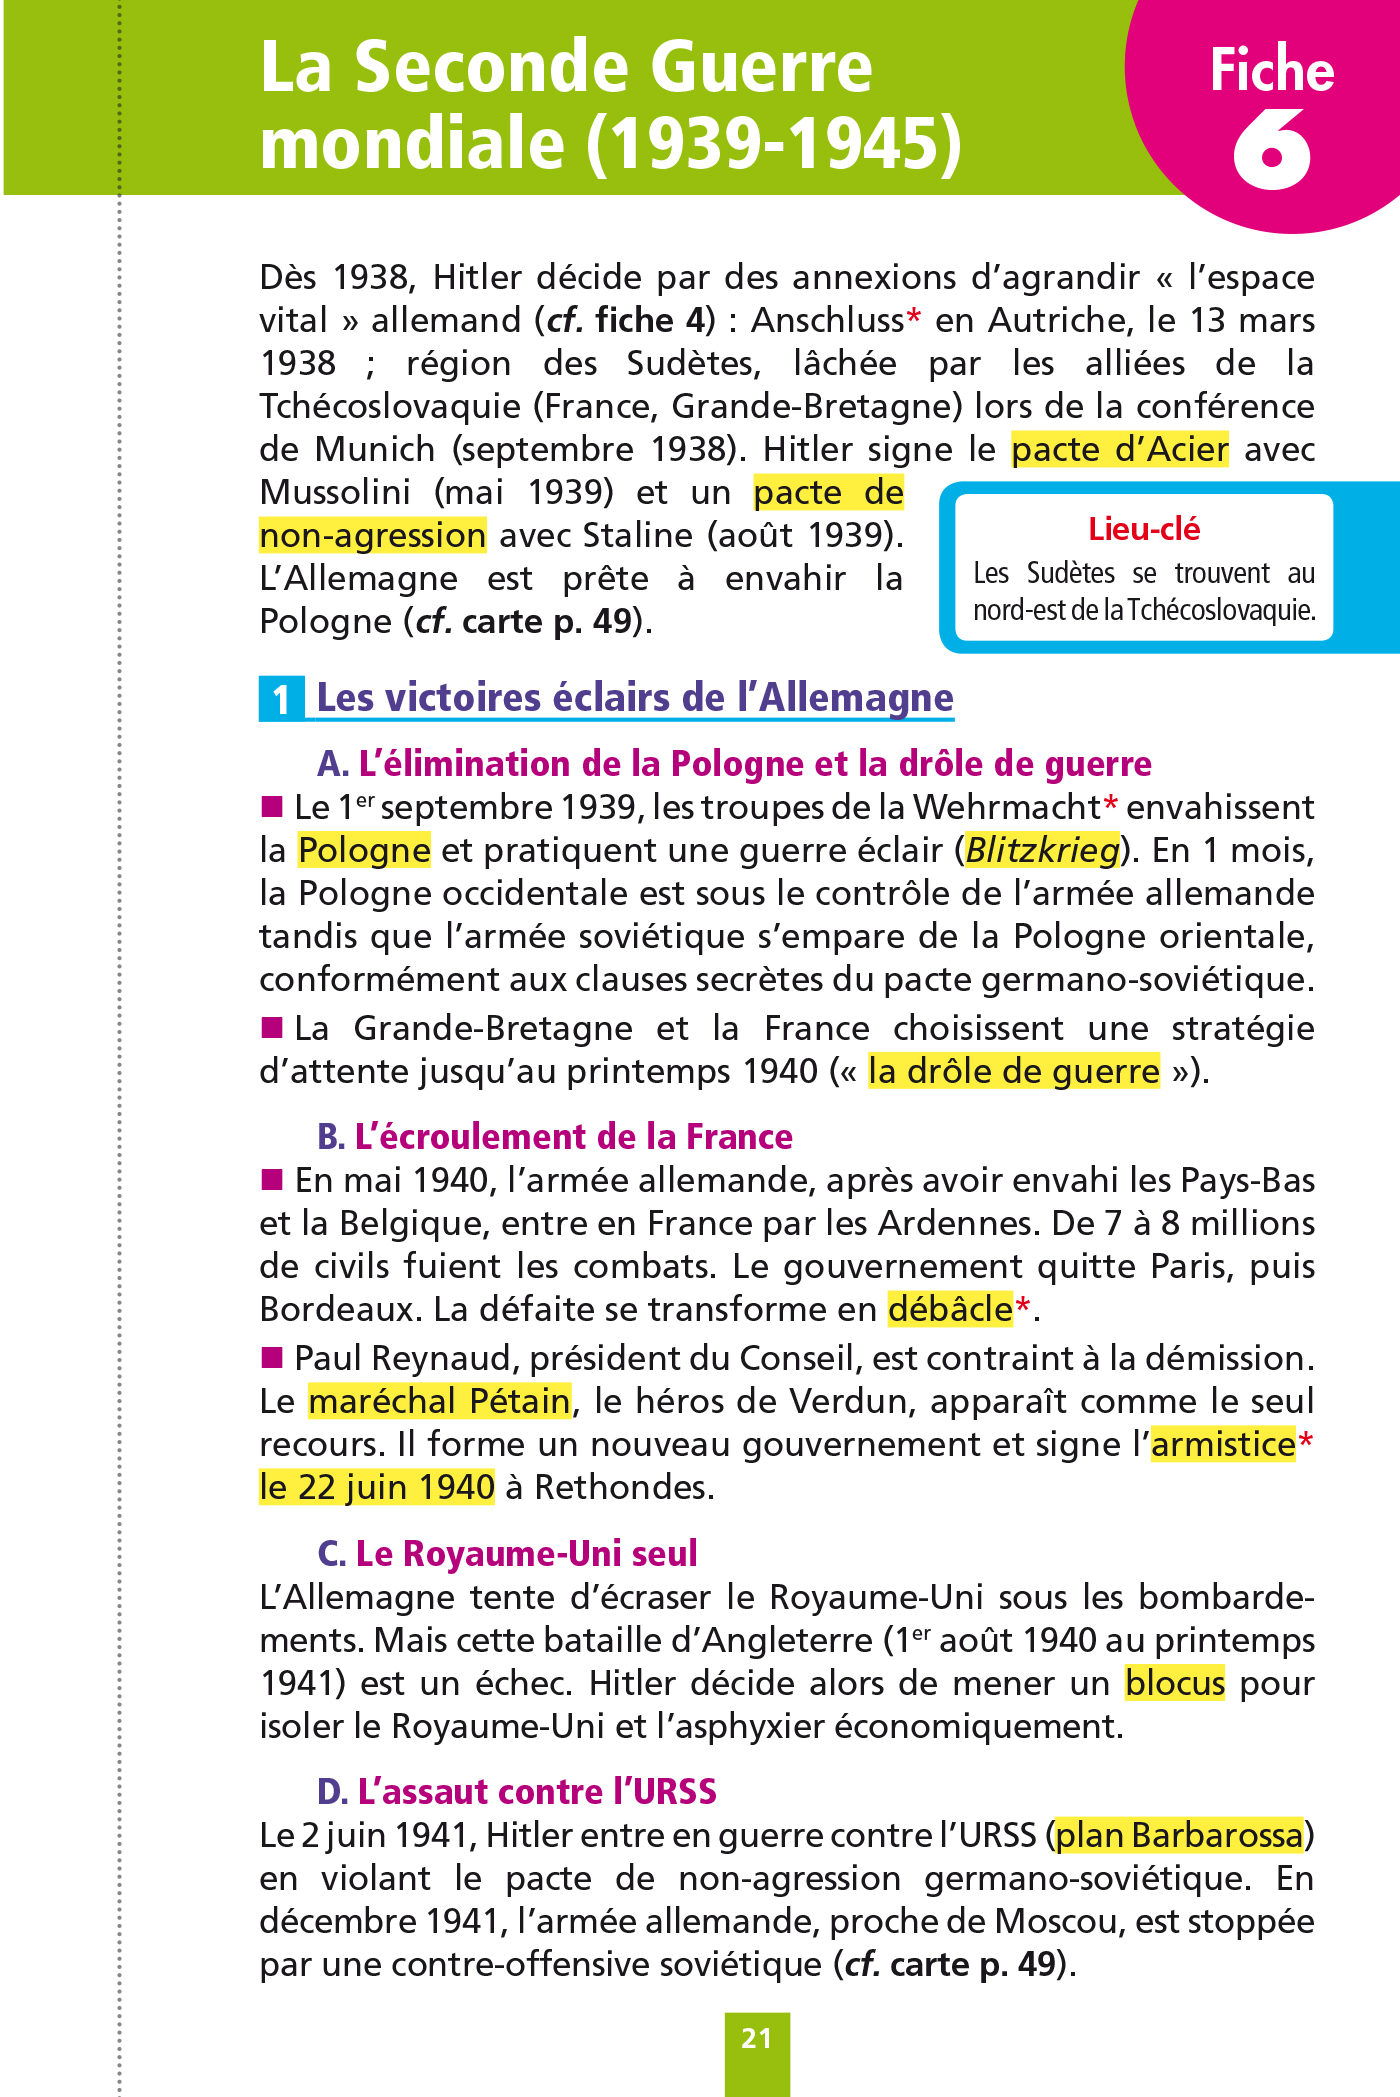 La Seconde Guerre
mondiale (1939-1945)
Fiche
6
Dès 1938, Hitler décide par des annexions d’agrandir « l’espace
vital » allemand (cf. fiche 4) : Anschluss* en Autriche, le 13 mars
1938 ; région des Sudètes, lâchée par les alliées de la
Tchécoslovaquie (France, Grande-Bretagne) lors de la conférence
de Munich (septembre 1938). Hitler signe le pacte d’Acier avec
Mussolini (mai 1939) et un pacte de
non-agression avec Staline (août 1939).
L’Allemagne est prête à envahir la
Pologne (cf. carte p. 49).
Lieu-clé
Les Sudètes se trouvent au
nord-est de la Tchécoslovaquie.
1 Les victoires éclairs de l’Allemagne
A. L’élimination de la Pologne et la drôle de guerre
■ Le 1er septembre 1939, les troupes de la Wehrmacht* envahissent
la Pologne et pratiquent une guerre éclair (Blitzkrieg). En 1 mois,
la Pologne occidentale est sous le contrôle de l’armée allemande
tandis que l’armée soviétique s’empare de la Pologne orientale,
conformément aux clauses secrètes du pacte germano-soviétique.
■ La Grande-Bretagne et la France choisissent une stratégie
d’attente jusqu’au printemps 1940 (« la drôle de guerre »).
B. L’écroulement de la France
■ En mai 1940, l’armée allemande, après avoir envahi les Pays-Bas
et la Belgique, entre en France par les Ardennes. De 7 à 8 millions
de civils fuient les combats. Le gouvernement quitte Paris, puis
Bordeaux. La défaite se transforme en débâcle*.
■ Paul Reynaud, président du Conseil, est contraint à la démission.
Le maréchal Pétain, le héros de Verdun, apparaît comme le seul
recours. Il forme un nouveau gouvernement et signe l’armistice*
le 22 juin 1940 à Rethondes.
C. Le Royaume-Uni seul
L’Allemagne tente d’écraser le Royaume-Uni sous les bombarde-
ments. Mais cette bataille d’Angleterre (1er août 1940 au printemps
1941) est un échec. Hitler décide alors de mener un blocus pour
isoler le Royaume-Uni et l’asphyxier économiquement.
D. L’assaut contre l’URSS
Le 2 juin 1941, Hitler entre en guerre contre l’URSS (plan Barbarossa)
en violant le pacte de non-agression germano-soviétique. En
décembre 1941, l’armée allemande, proche de Moscou, est stoppée
par une contre-offensive soviétique (cf. carte p. 49).
21